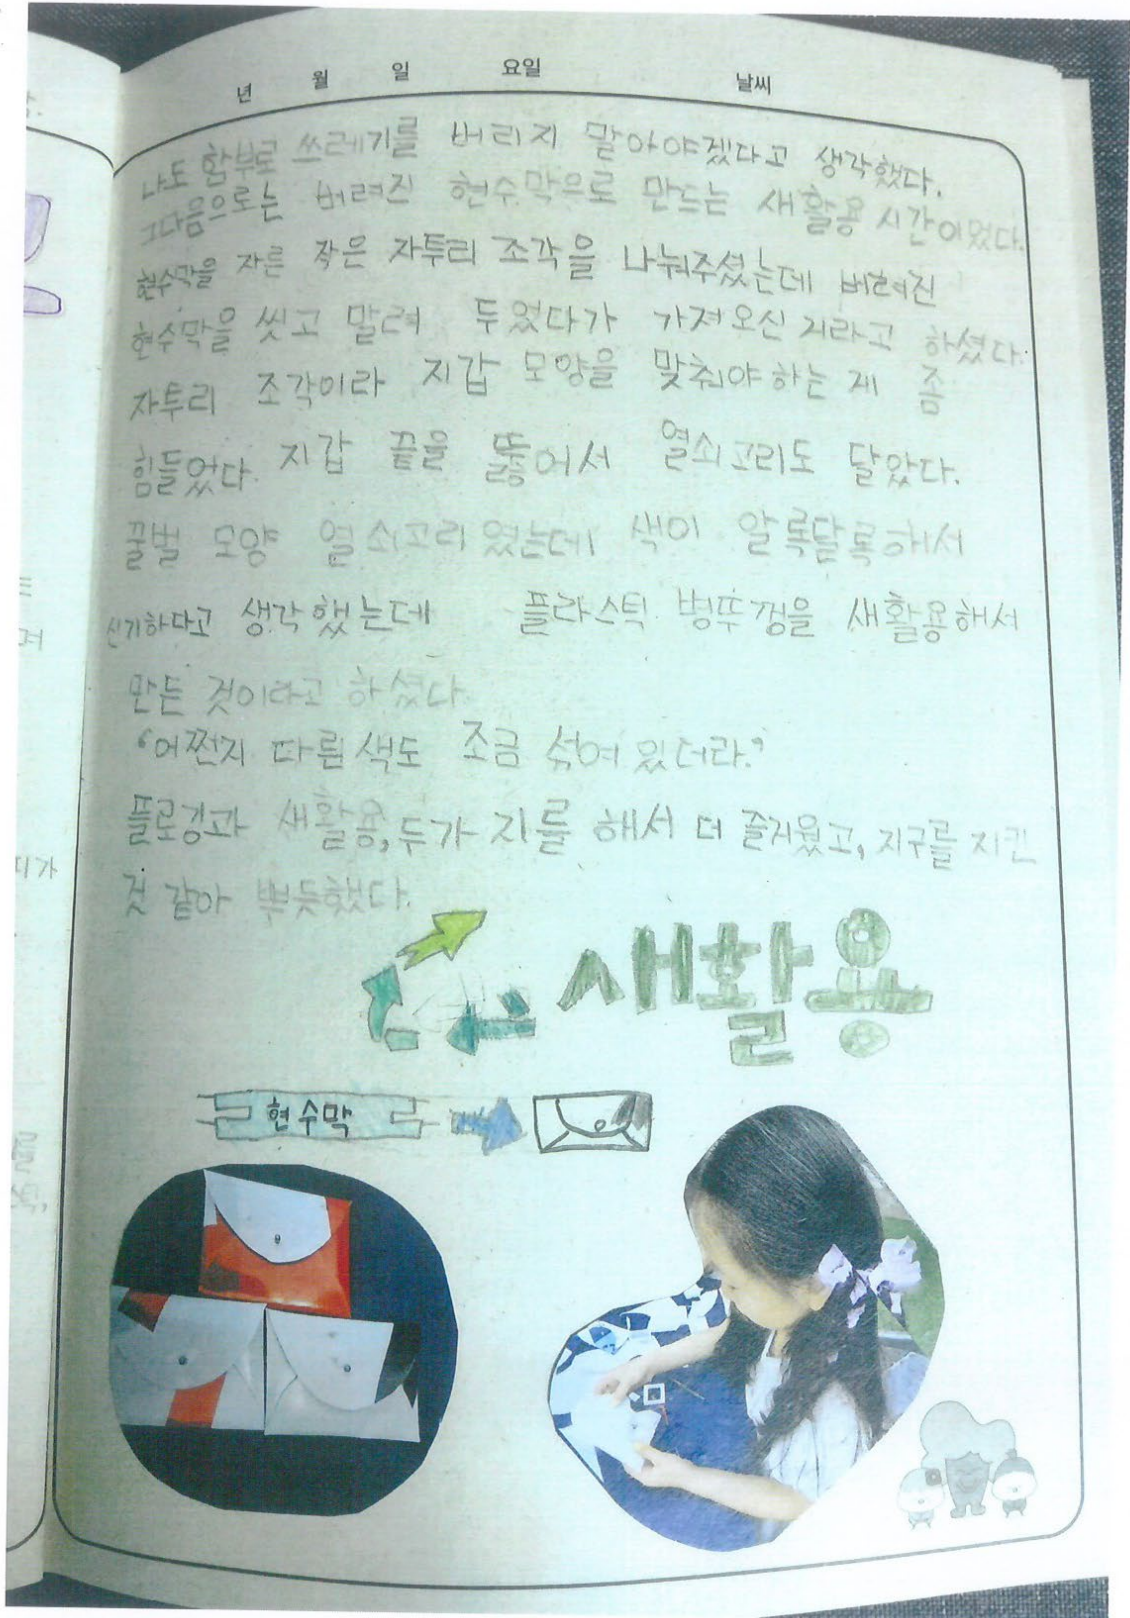 년 월 일 요일 날씨
나도 함부로 쓰레기를 버리지 말아야겠다고 생각했다.
그다음으로는 버려진 현수막으로 만드는 새활용 시간이었다.
현수막을 자른 작은 자투리 조각을 나눠주셨는데 버려진
현수막을 씻고 말려 두었다가 가져오신 거라고 하셨다.
자투리 조각이라 지갑 모양을 맞춰야하는 게 좀
힘들었다. 지갑 끝을 뚫어서 열쇠고리도 달았다.
꿀벌 모양 열쇠고리였는데 색이 알록달록해서
신기하다고 생각했는데 플라스틱 병뚜껑을 새활용해서
만든 것이라고 하셨다.
'어쩐지 다른색도 조금 섞여있더라.'
플로깅과 새활용, 두가지를 해서 더 즐거웠고, 지구를 지킨
것 같아 뿌듯했다.
새활용
현수막